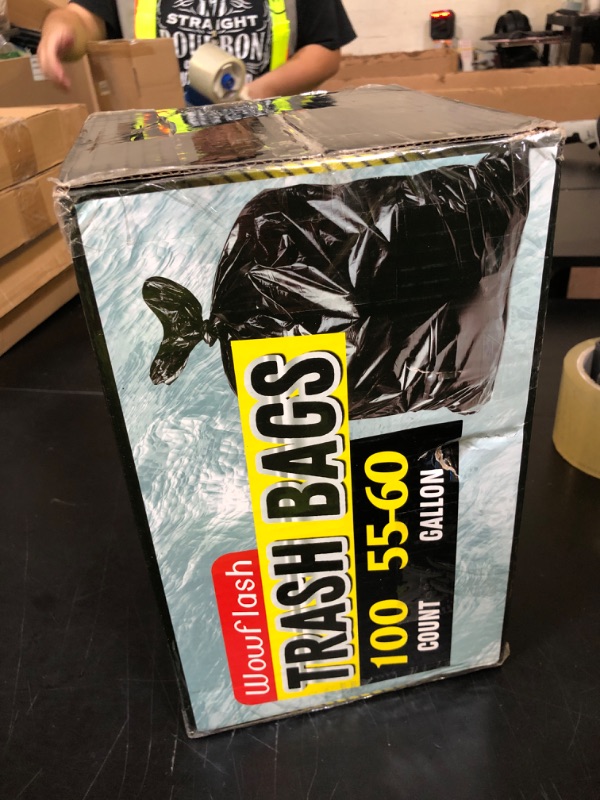 STRAIGHT
BOURBON
Wowflash
TRASH BAGS
100 55-60
COUNT GALLON